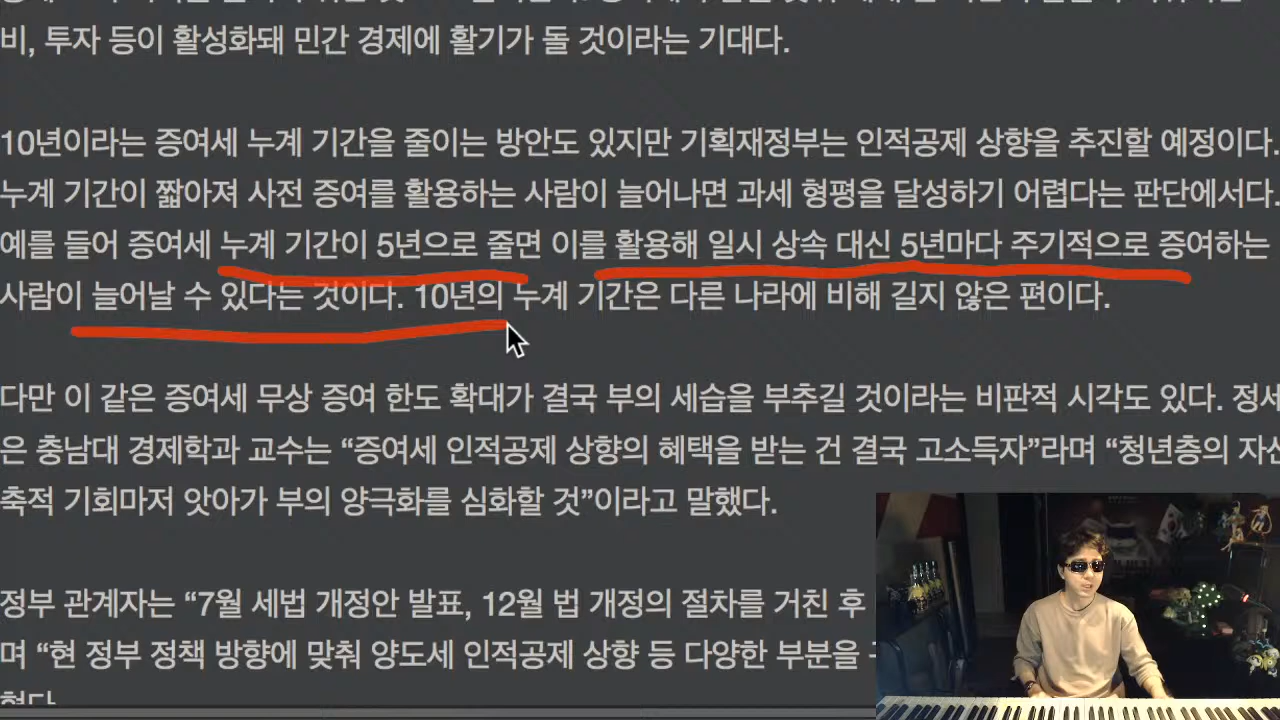 비, 투자 등이 활성화돼 민간 경제에 활기가 돌 것이라는 기대다.
10년이라는 증여세 누계 기간을 줄이는 방안도 있지만 기획재정부는 인적공제 상향을 추진할 예정이다.
누계 기간이 짧아져 사전 증여를 활용하는 사람이 늘어나면 과세 형평을 달성하기 어렵다는 판단에서다.
예를 들어 증여세 누계 기간이 5년으로 줄면 이를 활용해 일시 상속 대신 5년마다 주기적으로 증여하는
사람이 늘어날 수 있다는 것이다. 10년의 누계 기간은 다른 나라에 비해 길지 않은 편이다.
다만 이 같은 증여세 무상 증여 한도 확대가 결국 부의 세습을 부추길 것이라는 비판적 시각도 있다. 정세
은 충남대 경제학과 교수는 “증여세 인적공제 상향의 혜택을 받는 건 결국 고소득자”라며 “청년층의 자산
축적 기회마저 앗아가 부의 양극화를 심화할 것”이라고 말했다.
정부 관계자는 “7월 세법 개정안 발표, 12월 법 개정의 절차를 거친 후
며 “현 정부 정책 방향에 맞춰 양도세 인적공제 상향 등 다양한 부분을